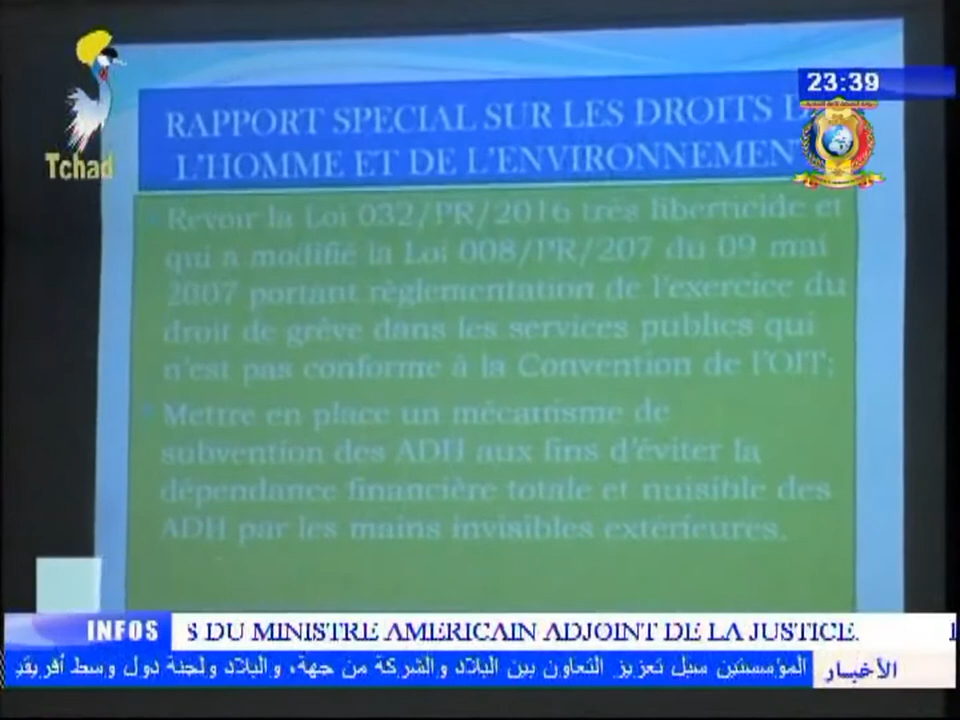 23:39
Tchad
RAPPORT SPECIAL SUR LES DROITS D
L'HOMME ET DE L'ENVIRONNEMENT
Revoir la Loi 032/PR/2016 très liberticide et
qui a modifié la Loi 008/PR/207 du 09 mai
2007 portant règlementation de l'exercice du
droit de grève dans les services publics qui
n'est pas conforme à la Convention de l'OIT;
Mettre en place un mécanisme de
subvention des ADH aux fins d'éviter la
dépendance financière totale et nuisible des
ADH par les mains invisibles extérieures.
INFOS S DU MINISTRE AMERICAIN ADJOINT DE LA JUSTICE.
الأخبار المؤسستين سبل تعزيز التعاون بين البلاد والشركة من جهة، والبلاد ولجنة دول وسط أفريقي